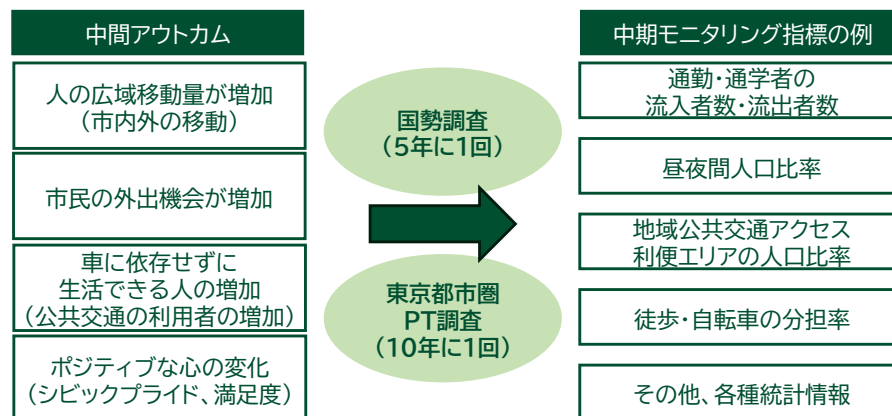 中間アウトカム
人の広域移動量が増加
(市内外の移動)
市民の外出機会が増加
車に依存せずに
生活できる人の増加
(公共交通の利用者の増加)
ポジティブな心の変化
(シビックプライド、満足度)
国勢調査
(5年に1回)
東京都市圏
PT調査
(10年に1回)
中期モニタリング指標の例
通勤・通学者の
流入者数・流出者数
昼夜間人口比率
地域公共交通アクセス
利便エリアの人口比率
徒歩・自転車の分担率
その他、各種統計情報